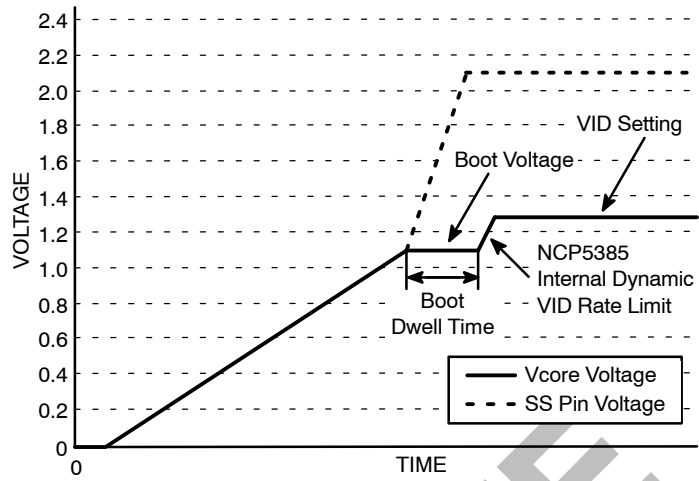 2.4
2.2
2.0
1.8
1.6
1.4
1.2
1.0
0.8
0.6
0.4
0.2
0
VOLTAGE
0
TIME
VID Setting
Boot Voltage
NCP5385
Internal Dynamic
VID Rate Limit
Boot
Dwell Time
Vcore Voltage
SS Pin Voltage